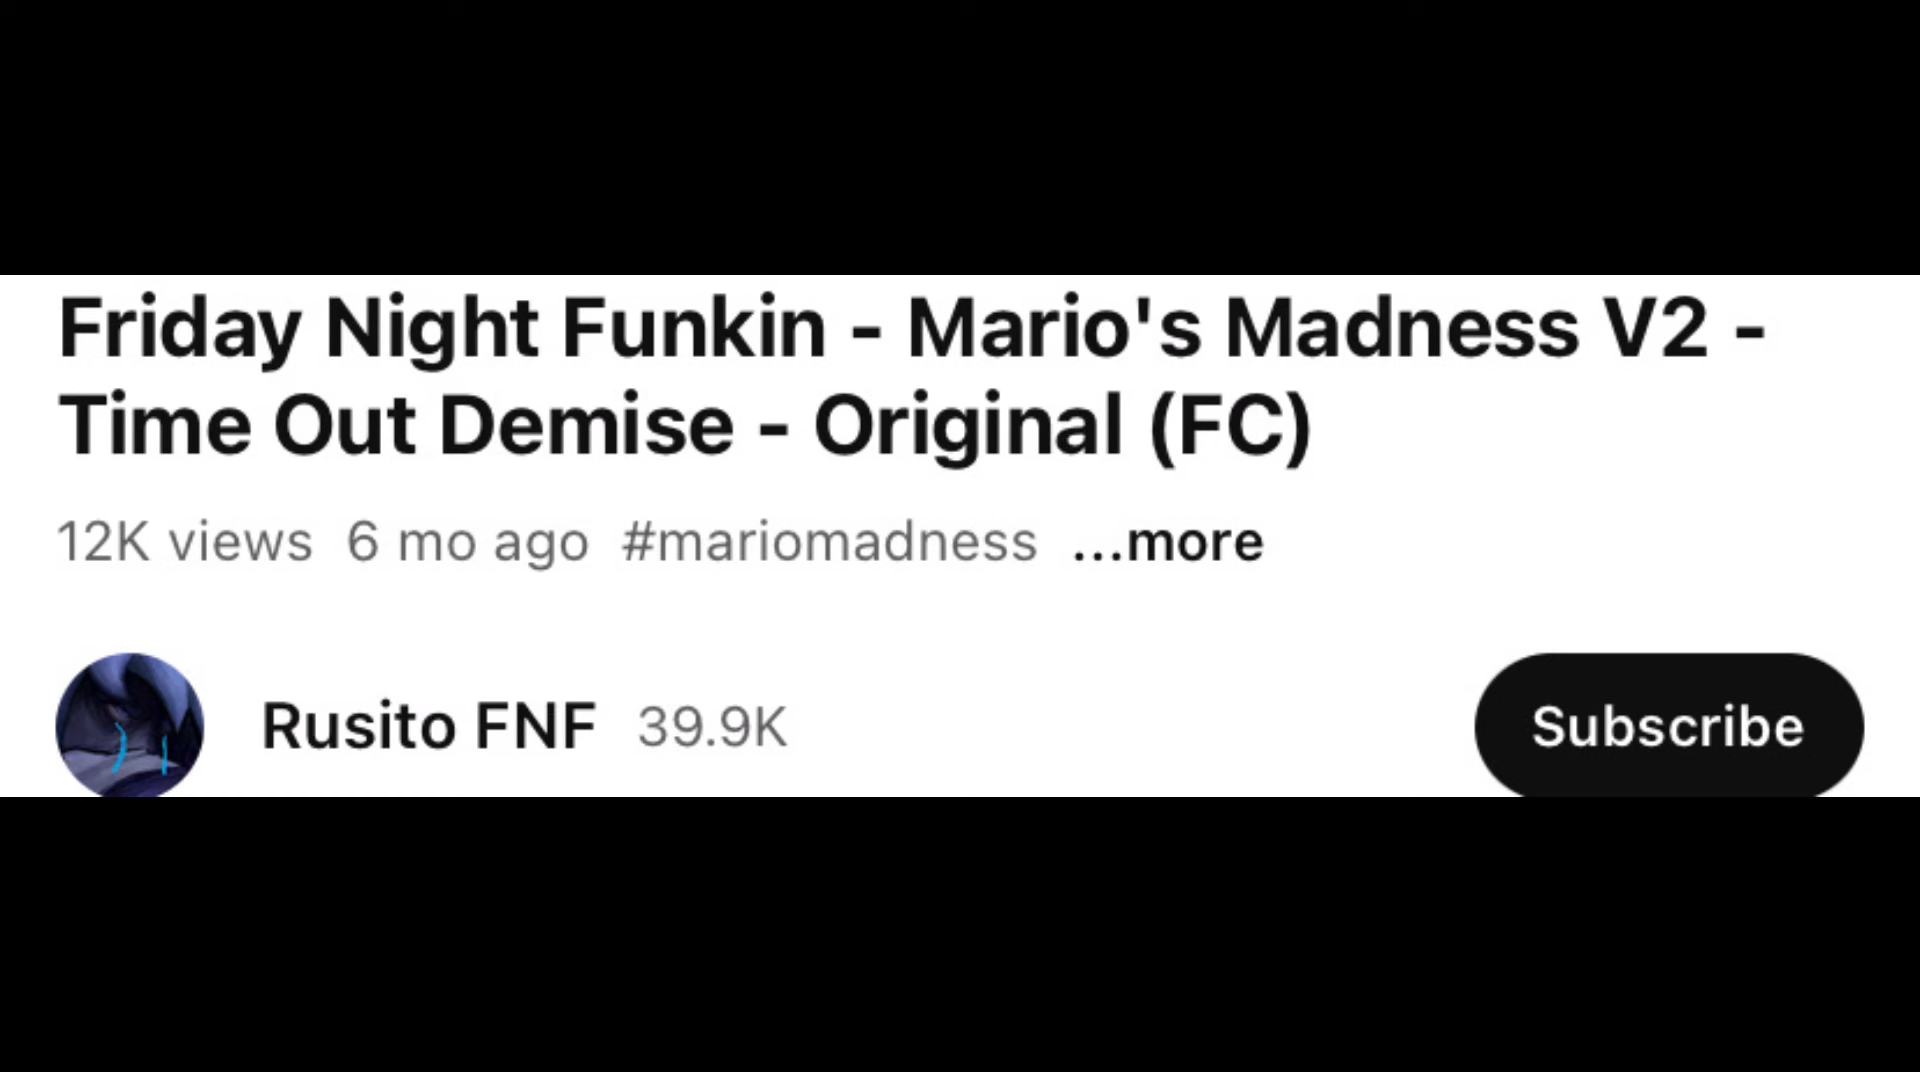 Friday Night Funkin - Mario's Madness V2 -
Time Out Demise - Original (FC)
12K views 6 mo ago #mariomadness ...more
Rusito FNF 39.9K
Subscribe